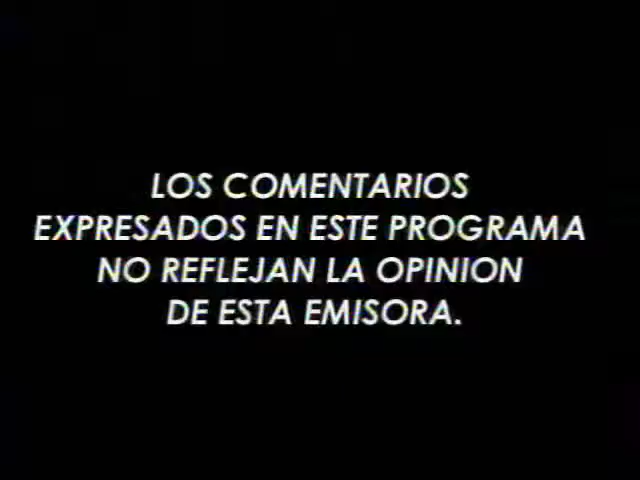 LOS COMENTARIOS
EXPRESADOS EN ESTE PROGRAMA
NO REFLEJAN LA OPINION
DE ESTA EMISORA.